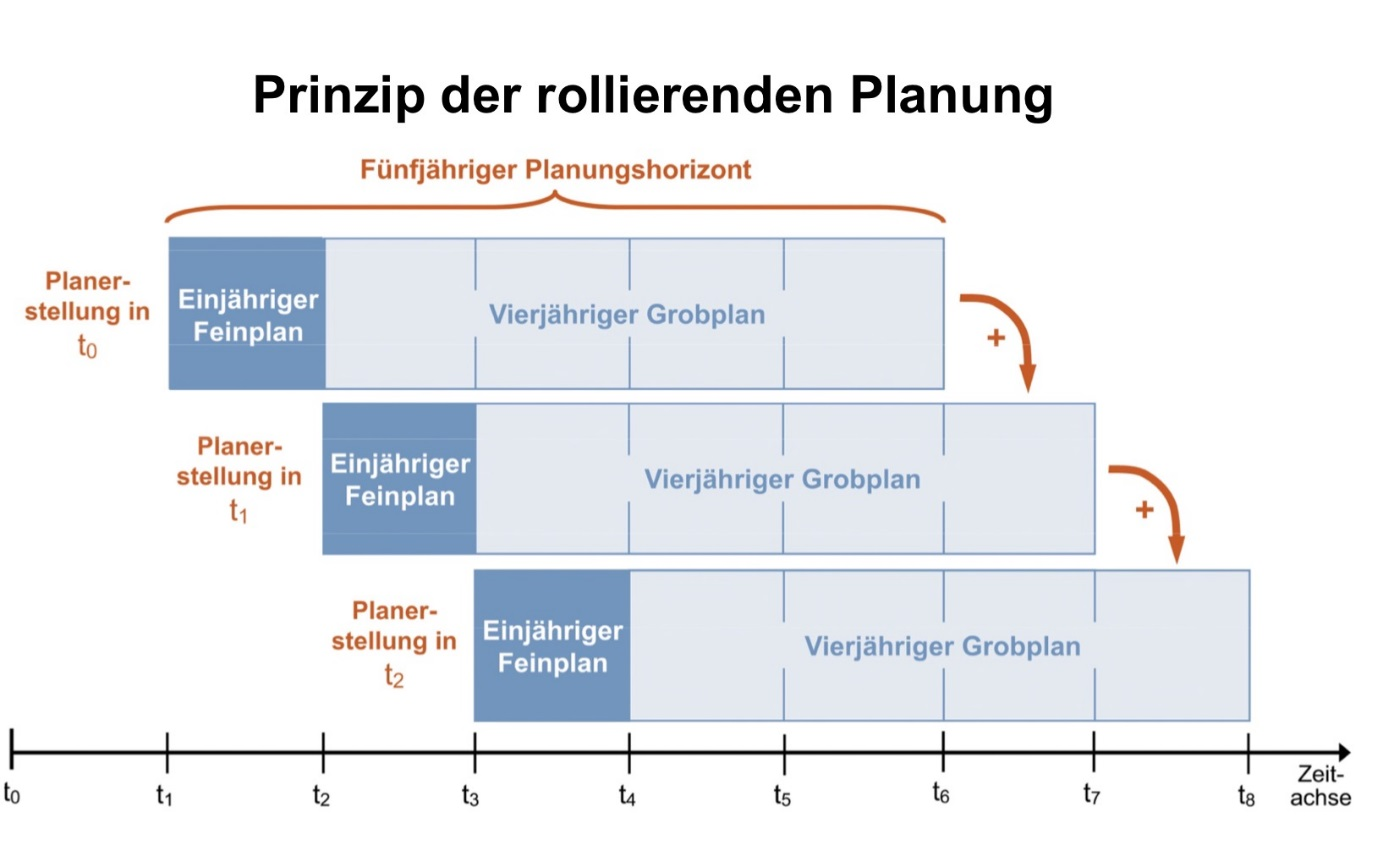 Prinzip der rollierenden Planung
Fünfjähriger Planungshorizont
Planer-
stellung in
t₀
Einjähriger
Feinplan
Vierjähriger Grobplan
+
Planer-
stellung in
t₁
Einjähriger
Feinplan
Vierjähriger Grobplan
+
Planer-
stellung in
t₂
Einjähriger
Feinplan
Vierjähriger Grobplan
t₀ t₁ t₂ t₃ t₄ t₅ t₆ t₇ t₈
Zeit-
achse